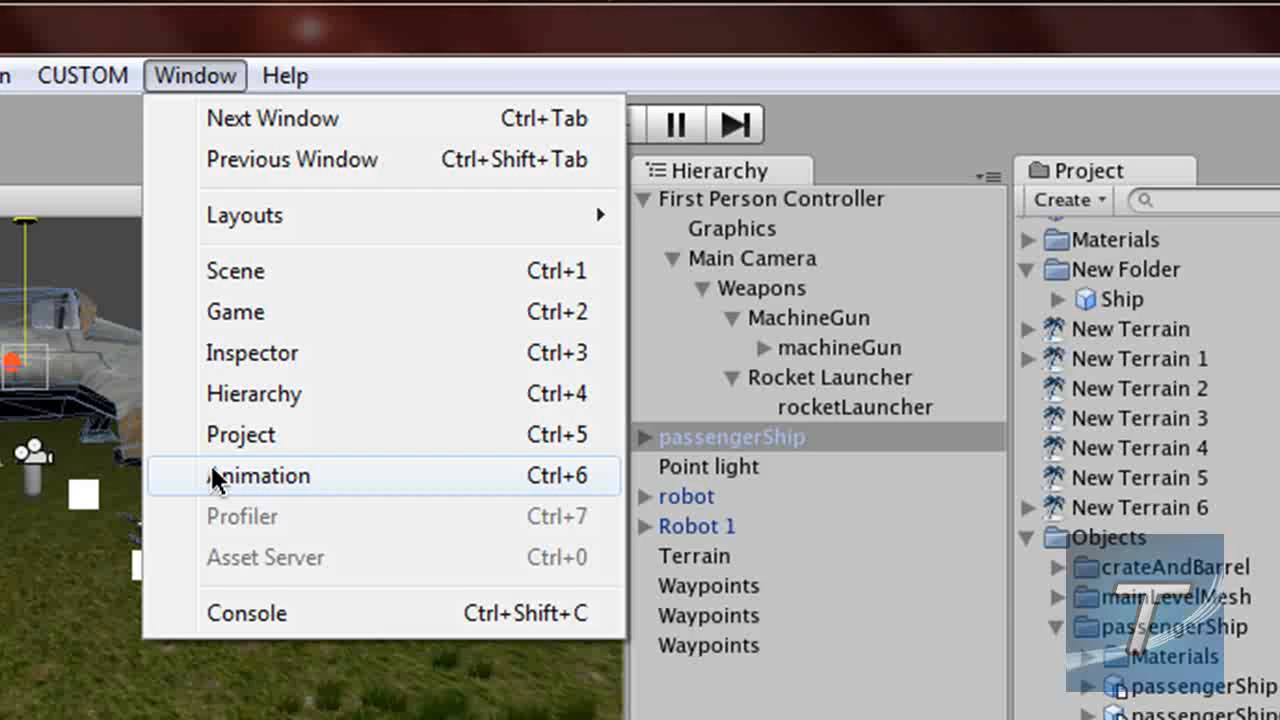 n CUSTOM Window Help
Next Window Ctrl+Tab
Previous Window Ctrl+Shift+Tab
Layouts
Scene Ctrl+1
Game Ctrl+2
Inspector Ctrl+3
Hierarchy Ctrl+4
Project Ctrl+5
Animation Ctrl+6
Profiler Ctrl+7
Asset Server Ctrl+0
Console Ctrl+Shift+C
Hierarchy
First Person Controller
Graphics
Main Camera
Weapons
MachineGun
machineGun
Rocket Launcher
rocketLauncher
passengerShip
Point light
robot
Robot 1
Terrain
Waypoints
Waypoints
Waypoints
Project
Create
Materials
New Folder
Ship
New Terrain
New Terrain 1
New Terrain 2
New Terrain 3
New Terrain 4
New Terrain 5
New Terrain 6
Objects
crateAndBarrel
mainLevelMesh
passengerShip
Materials
passengerShip
passengerShip
T